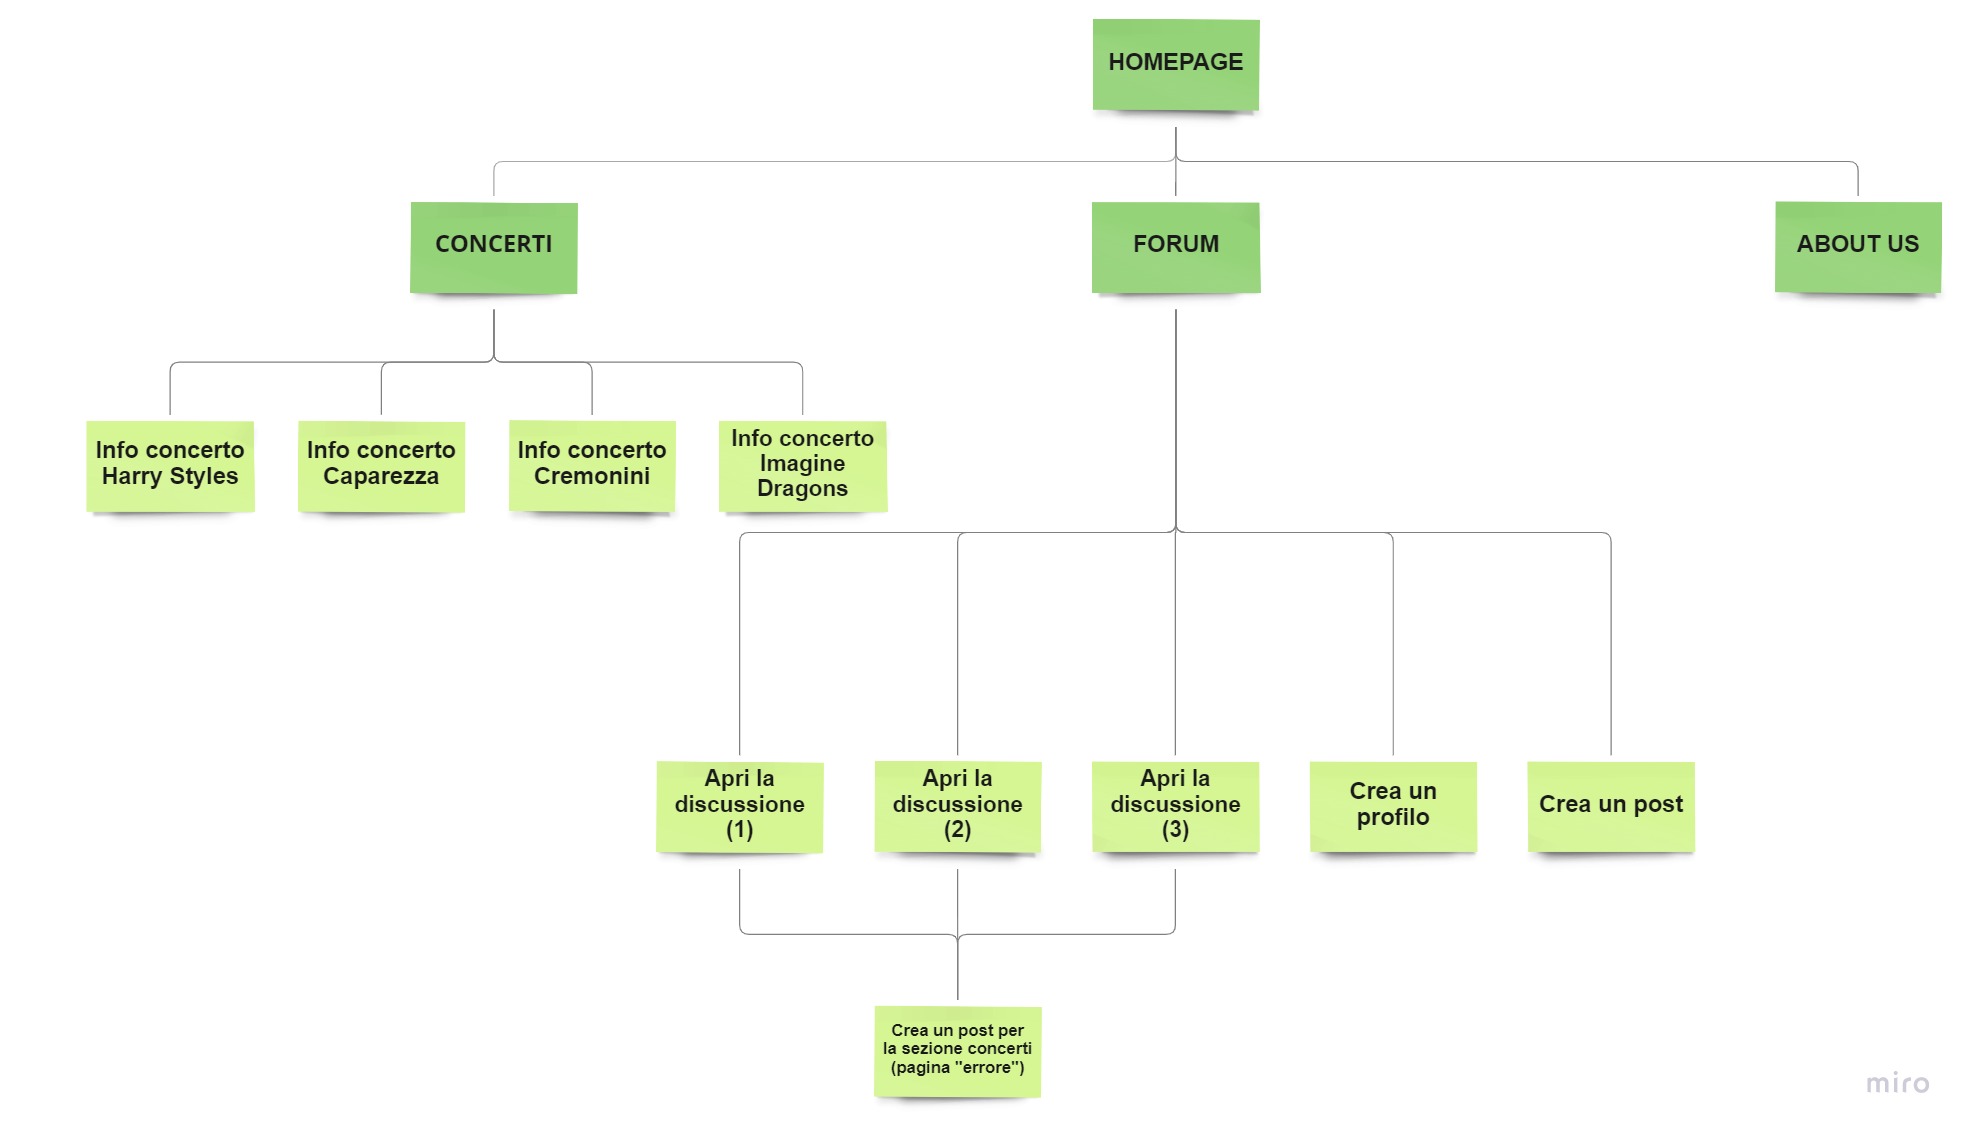 HOMEPAGE
CONCERTI
FORUM
ABOUT US
Info concerto
Harry Styles
Info concerto
Caparezza
Info concerto
Cremonini
Info concerto
Imagine
Dragons
Apri la
discussione
(1)
Apri la
discussione
(2)
Apri la
discussione
(3)
Crea un
profilo
Crea un post
Crea un post per
la sezione concerti
(pagina "errore")
miro